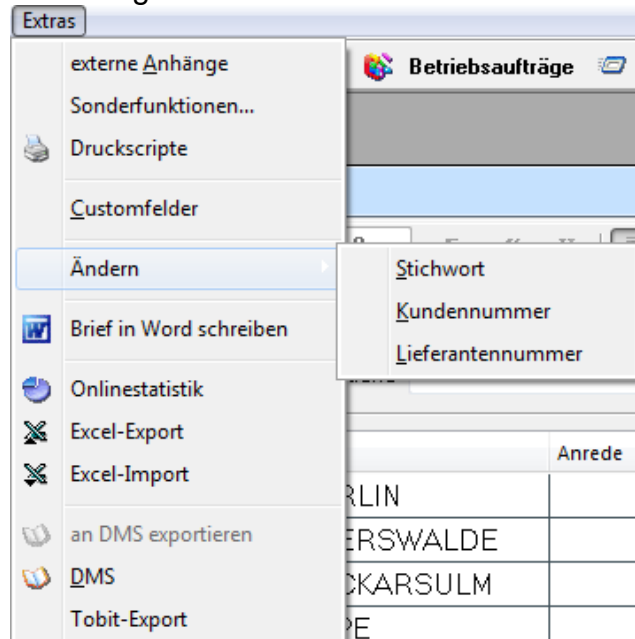 Extras
externe Anhänge
Betriebsaufträge
Sonderfunktionen...
Druckscripte
Customfelder
Ändern
Stichwort
Kundennummer
Brief in Word schreiben
Lieferantennummer
Onlinestatistik
Excel-Export
Anrede
Excel-Import
RLIN
an DMS exportieren
ERSWALDE
DMS
CKARSULM
Tobit-Export
PE